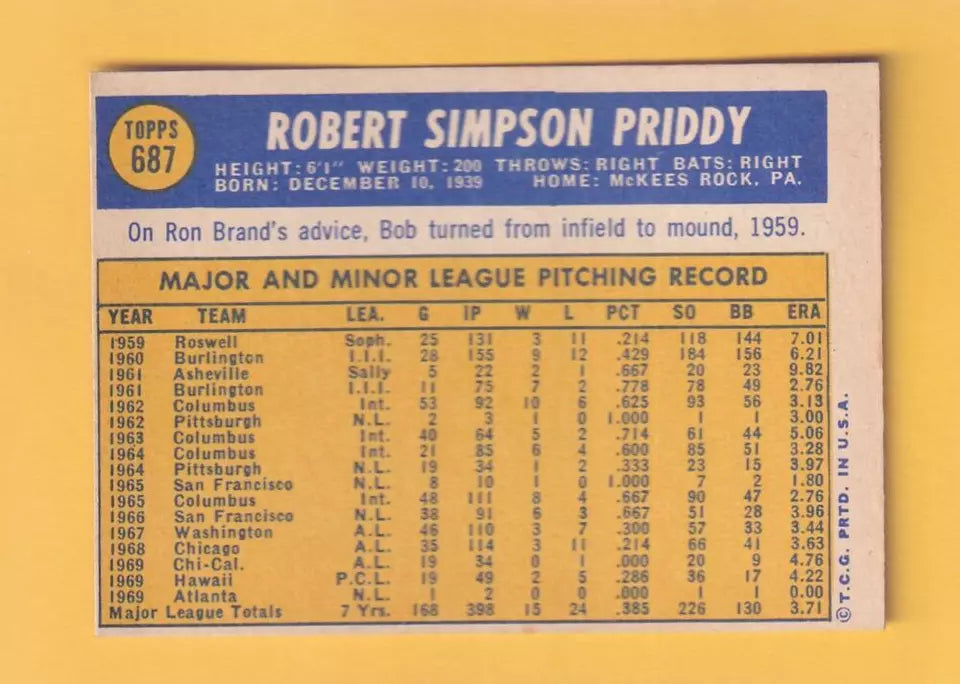 TOPPS
687
ROBERT SIMPSON PRIDDY
HEIGHT: 6'1" WEIGHT: 200 THROWS: RIGHT BATS: RIGHT
BORN: DECEMBER 10, 1939 HOME: McKEES ROCK, PA.
On Ron Brand's advice, Bob turned from infield to mound, 1959.
MAJOR AND MINOR LEAGUE PITCHING RECORD
YEAR TEAM LEA. G IP W L PCT SO BB ERA
1959 Roswell Soph. 25 131 3 11 .214 118 144 7.01
1960 Burlington I.I.I. 28 155 9 12 .429 184 156 6.21
1961 Asheville Sally 5 22 2 1 .667 20 23 9.82
1961 Burlington I.I.I. 11 75 7 2 .778 78 49 2.76
1962 Columbus Int. 53 92 10 6 .625 93 56 3.13
1962 Pittsburgh N.L. 2 3 1 0 1.000 1 1 3.00
1963 Columbus Int. 40 64 5 2 .714 61 44 5.06
1964 Columbus Int. 21 85 6 4 .600 85 51 3.28
1964 Pittsburgh N.L. 19 34 1 2 .333 23 15 3.97
1965 San Francisco N.L. 8 10 1 0 1.000 7 2 1.80
1965 Columbus Int. 48 111 8 4 .667 90 47 2.76
1966 San Francisco N.L. 38 91 6 3 .667 51 28 3.96
1967 Washington A.L. 46 110 3 7 .300 57 33 3.44
1968 Chicago A.L. 35 114 3 11 .214 66 41 3.63
1969 Chi-Cal. A.L. 19 34 0 1 .000 20 9 4.76
1969 Hawaii P.C.L. 19 49 2 5 .286 36 17 4.22
1969 Atlanta N.L. 1 2 0 0 .000 1 1 0.00
Major League Totals 7 Yrs. 168 398 15 24 .385 226 130 3.71
© T.C.G. PRTD. IN U.S.A.